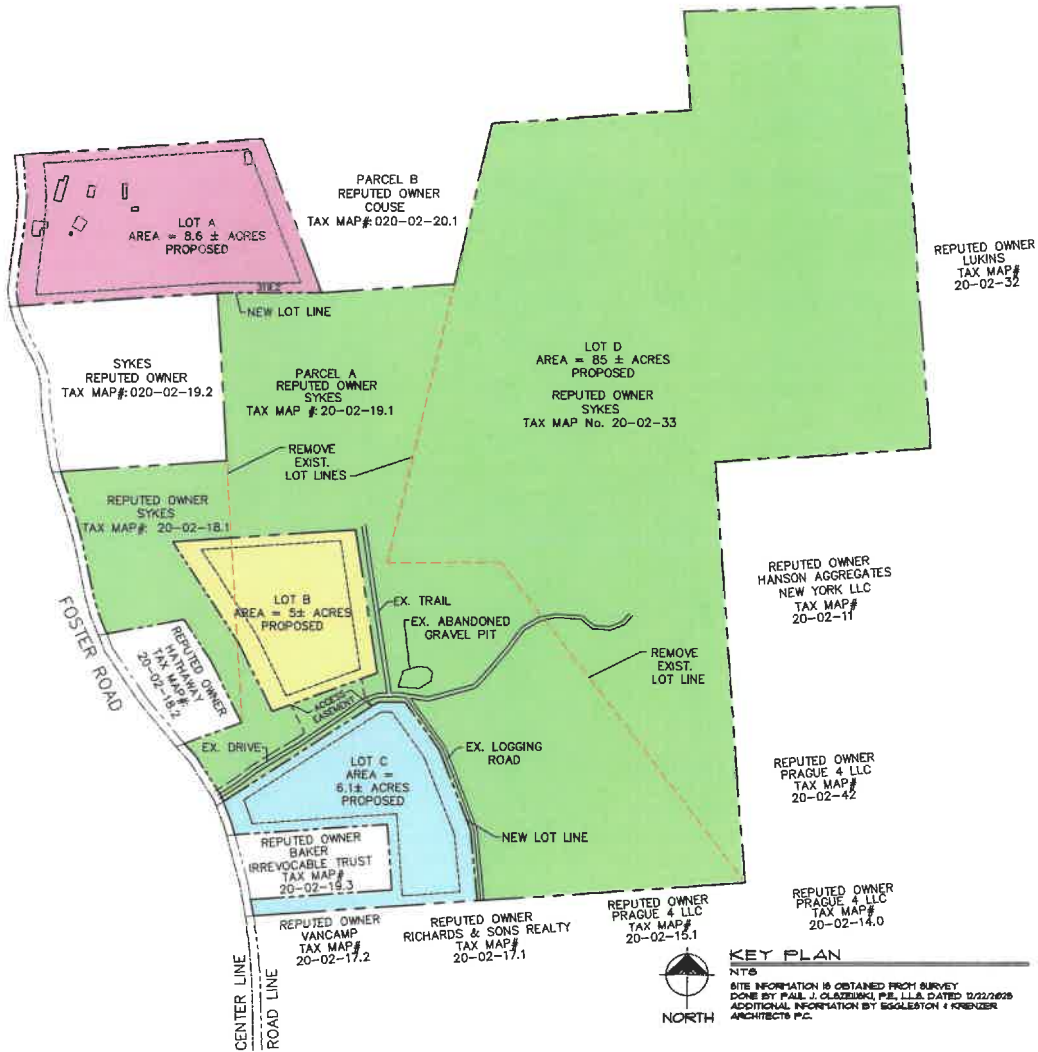 PARCEL B
REPUTED OWNER
COUSE
TAX MAP#: 020-02-20.1
LOT A
AREA = 8.6 ± ACRES
PROPOSED
REPUTED OWNER
LUKINS
TAX MAP#
20-02-32
NEW LOT LINE
SYKES
REPUTED OWNER
TAX MAP#: 020-02-19.2
PARCEL A
REPUTED OWNER
SYKES
TAX MAP #: 20-02-19.1
LOT D
AREA = 85 ± ACRES
PROPOSED
REPUTED OWNER
SYKES
TAX MAP No. 20-02-33
REMOVE
EXIST.
LOT LINES
REPUTED OWNER
SYKES
TAX MAP#: 20-02-18.1
REPUTED OWNER
HANSON AGGREGATES
NEW YORK LLC
TAX MAP#
20-02-11
LOT B
AREA = 5± ACRES
PROPOSED
EX. TRAIL
EX. ABANDONED
GRAVEL PIT
FOSTER ROAD
REPUTED OWNER
HATHAWAY
TAX MAP#:
20-02-18.2
REMOVE
EXIST.
LOT LINE
ACCESS
EASEMENT
EX. DRIVE
EX. LOGGING
ROAD
LOT C
AREA =
6.1± ACRES
PROPOSED
REPUTED OWNER
PRAGUE 4 LLC
TAX MAP#
20-02-42
NEW LOT LINE
REPUTED OWNER
BAKER
IRREVOCABLE TRUST
TAX MAP#
20-02-19.3
REPUTED OWNER
VANCAMP
TAX MAP#
20-02-17.2
REPUTED OWNER
RICHARDS & SONS REALTY
TAX MAP#
20-02-17.1
REPUTED OWNER
PRAGUE 4 LLC
TAX MAP#
20-02-15.1
REPUTED OWNER
PRAGUE 4 LLC
TAX MAP#
20-02-14.0
CENTER LINE
ROAD LINE
NORTH
KEY PLAN
NTS
SITE INFORMATION IS OBTAINED FROM SURVEY
DONE BY PAUL J. OLSZEWSKI, P.E., L.L.S. DATED 12/22/2025
ADDITIONAL INFORMATION BY EGGLESTON & KRENZER
ARCHITECTS P.C.